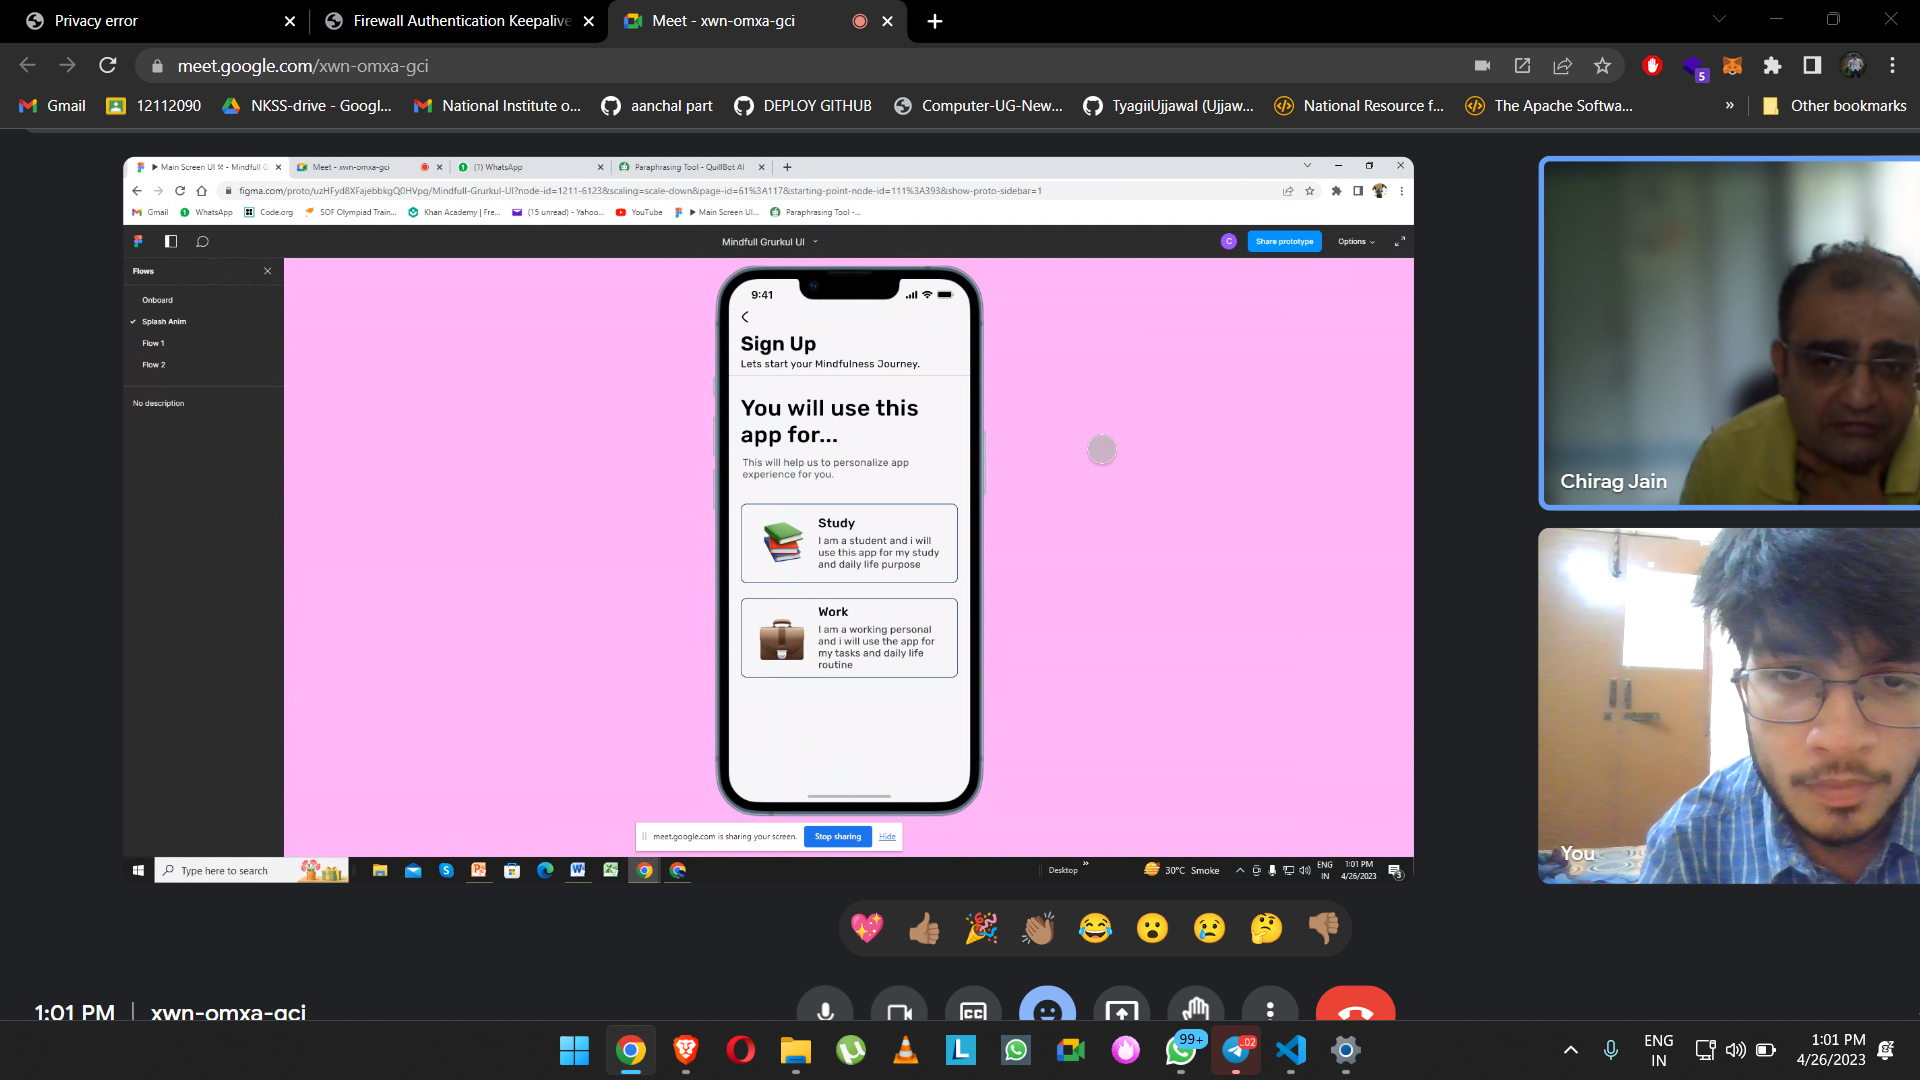 Privacy error
Firewall Authentication Keepalive
Meet - xwn-omxa-gci
meet.google.com/xwn-omxa-gci
5
Gmail
12112090
NKSS-drive - Googl...
National Institute o...
aanchal part
DEPLOY GITHUB
Computer-UG-New...
TyagiiUjjawal (Ujjaw...
National Resource f...
The Apache Softwa...
»
Other bookmarks
Main Screen UI - Mindfull G
Meet - xwn-omxa-gci
(1) WhatsApp
Paraphrasing Tool - QuillBot AI
figma.com/proto/uzHFyd8XFajebbkgQ0HVpg/Mindfull-Grurkul-UI?node-id=1211-6123&scaling=scale-down&page-id=61%3A117&starting-point-node-id=111%3A393&show-proto-sidebar=1
Gmail
WhatsApp
Code.org
SOF Olympiad Train...
Khan Academy | Fre...
(15 unread) - Yahoo...
YouTube
Main Screen UI...
Paraphrasing Tool -...
Mindfull Grurkul UI
C
Share prototype
Options
Flows
Onboard
Splash Anim
Flow 1
Flow 2
No description
9:41
Sign Up
Lets start your Mindfulness Journey.
You will use this
app for...
This will help us to personalize app
experience for you.
Study
I am a student and i will
use this app for my study
and daily life purpose
Work
I am a working personal
and i will use the app for
my tasks and daily life
routine
meet.google.com is sharing your screen.
Stop sharing
Hide
Type here to search
Desktop
»
30°C Smoke
ENG
IN
1:01 PM
4/26/2023
3
Chirag Jain
You
1:01 PM | xwn-omxa-gci
CC
L
99+
.02
ENG
IN
1:01 PM
4/26/2023